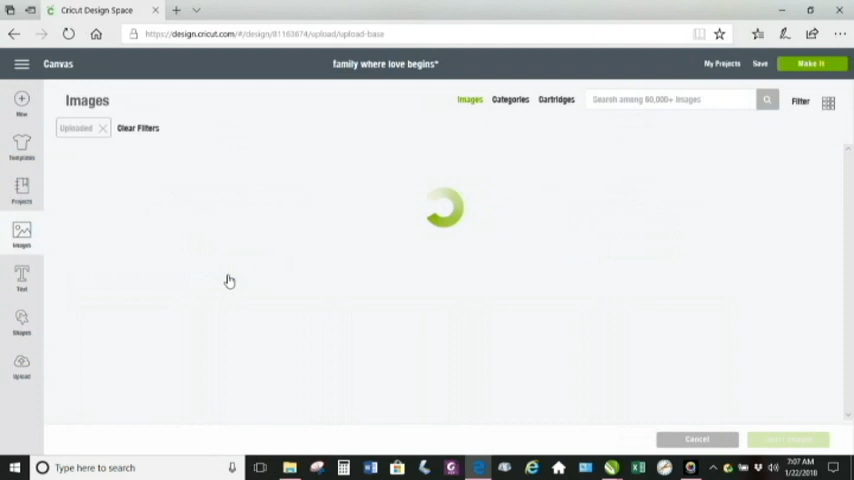 Cricut Design Space
https://design.cricut.com/#/design/81163674/upload/upload-base
Canvas
family where love begins*
My Projects
Save
Make It
New
Images
Images
Categories
Cartridges
Search among 60,000+ images
Filter
Uploaded
Clear Filters
Templates
Projects
Images
Text
Shapes
Upload
Cancel
Type here to search
7:07 AM
1/22/2018